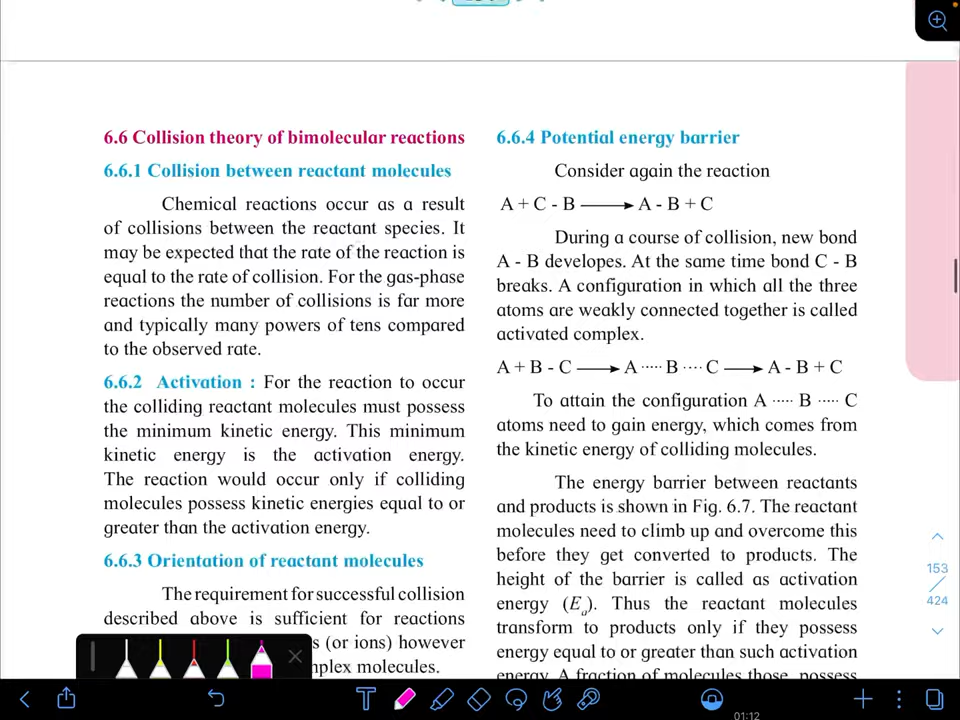 6.6 Collision theory of bimolecular reactions
6.6.1 Collision between reactant molecules
Chemical reactions occur as a result
of collisions between the reactant species. It
may be expected that the rate of the reaction is
equal to the rate of collision. For the gas-phase
reactions the number of collisions is far more
and typically many powers of tens compared
to the observed rate.
6.6.2 Activation : For the reaction to occur
the colliding reactant molecules must possess
the minimum kinetic energy. This minimum
kinetic energy is the activation energy.
The reaction would occur only if colliding
molecules possess kinetic energies equal to or
greater than the activation energy.
6.6.3 Orientation of reactant molecules
The requirement for successful collision
described above is sufficient for reactions
s (or ions) however
mplex molecules.
6.6.4 Potential energy barrier
Consider again the reaction
A + C - B ⟶ A - B + C
During a course of collision, new bond
A - B developes. At the same time bond C - B
breaks. A configuration in which all the three
atoms are weakly connected together is called
activated complex.
A + B - C ⟶ A ····· B ···· C ⟶ A - B + C
To attain the configuration A ····· B ····· C
atoms need to gain energy, which comes from
the kinetic energy of colliding molecules.
The energy barrier between reactants
and products is shown in Fig. 6.7. The reactant
molecules need to climb up and overcome this
before they get converted to products. The
height of the barrier is called as activation
energy (Ea). Thus the reactant molecules
transform to products only if they possess
energy equal to or greater than such activation
energy. A fraction of molecules those, possess
153
424
01:12